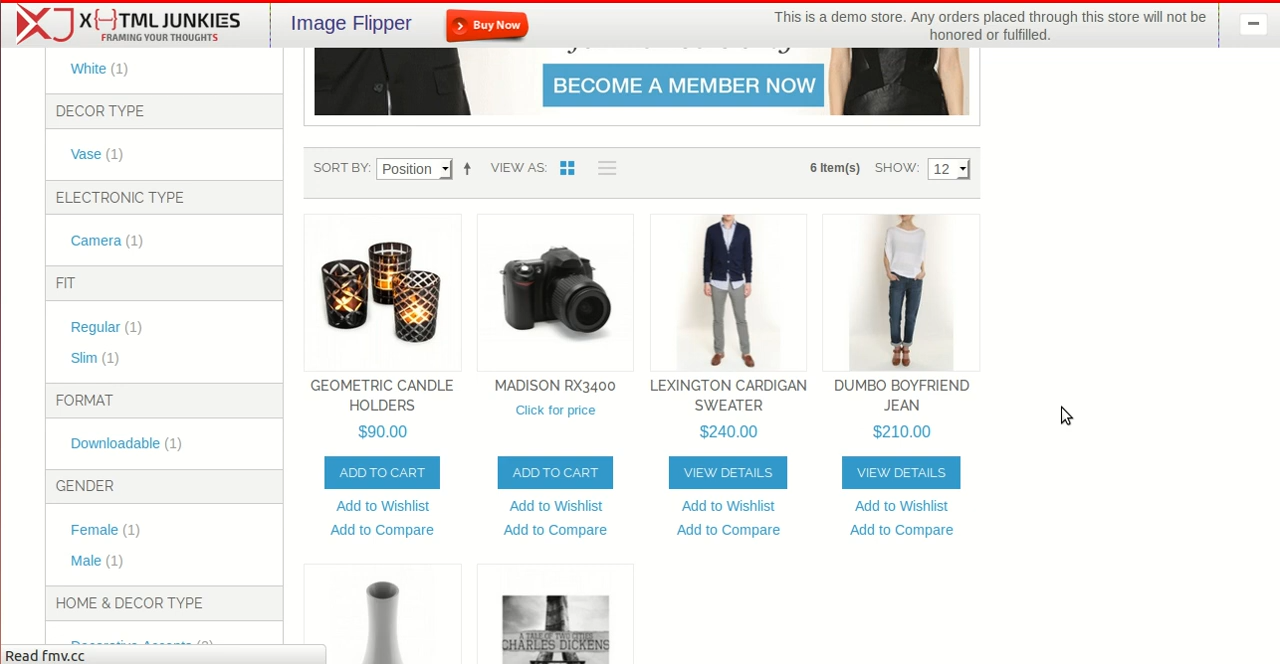 X{-}TML JUNKIES
FRAMING YOUR THOUGHTS
Image Flipper
Buy Now
This is a demo store. Any orders placed through this store will not be
honored or fulfilled.
BECOME A MEMBER NOW
White (1)
DECOR TYPE
Vase (1)
ELECTRONIC TYPE
Camera (1)
FIT
Regular (1)
Slim (1)
FORMAT
Downloadable (1)
GENDER
Female (1)
Male (1)
HOME & DECOR TYPE
SORT BY: Position VIEW AS: 6 Item(s) SHOW: 12
GEOMETRIC CANDLE
HOLDERS
$90.00
ADD TO CART
Add to Wishlist
Add to Compare
MADISON RX3400
Click for price
ADD TO CART
Add to Wishlist
Add to Compare
LEXINGTON CARDIGAN
SWEATER
$240.00
VIEW DETAILS
Add to Wishlist
Add to Compare
DUMBO BOYFRIEND
JEAN
$210.00
VIEW DETAILS
Add to Wishlist
Add to Compare
A TALE OF TWO CITIES
CHARLES DICKENS
Read fmv.cc